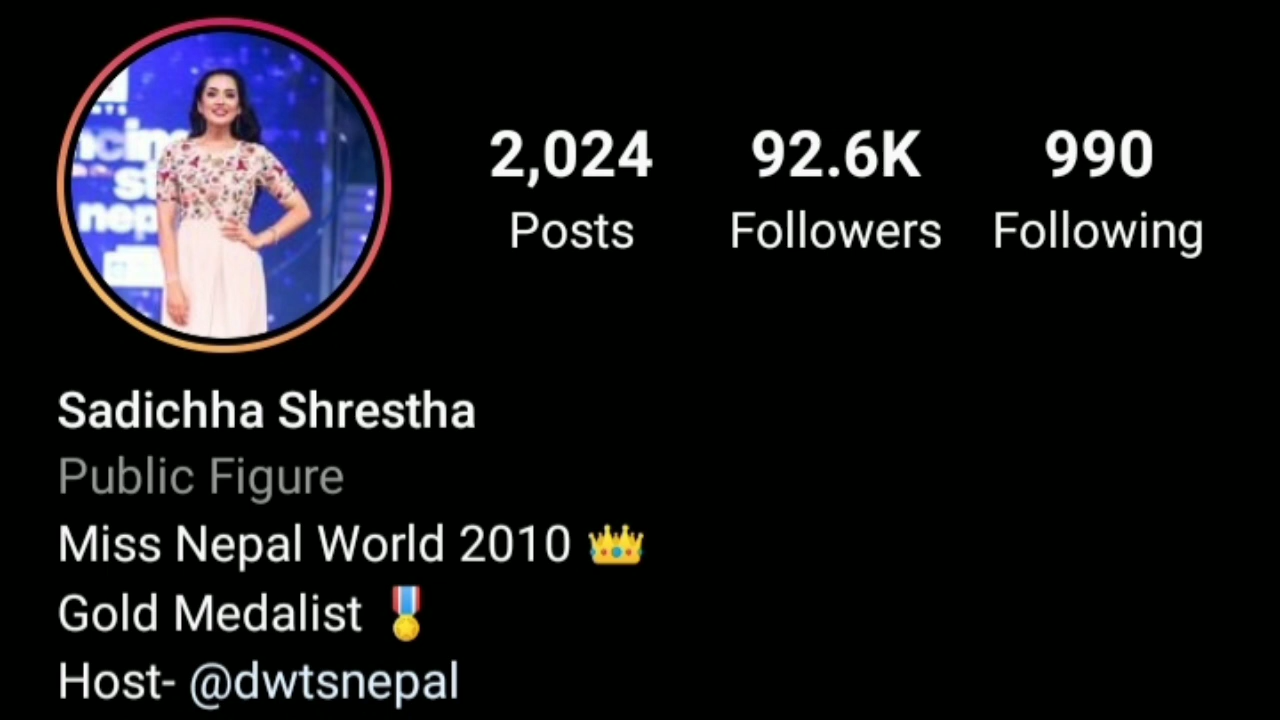 2,024 92.6K 990
Posts Followers Following
Sadichha Shrestha
Public Figure
Miss Nepal World 2010 👑
Gold Medalist 🎖️
Host- @dwtsnepal